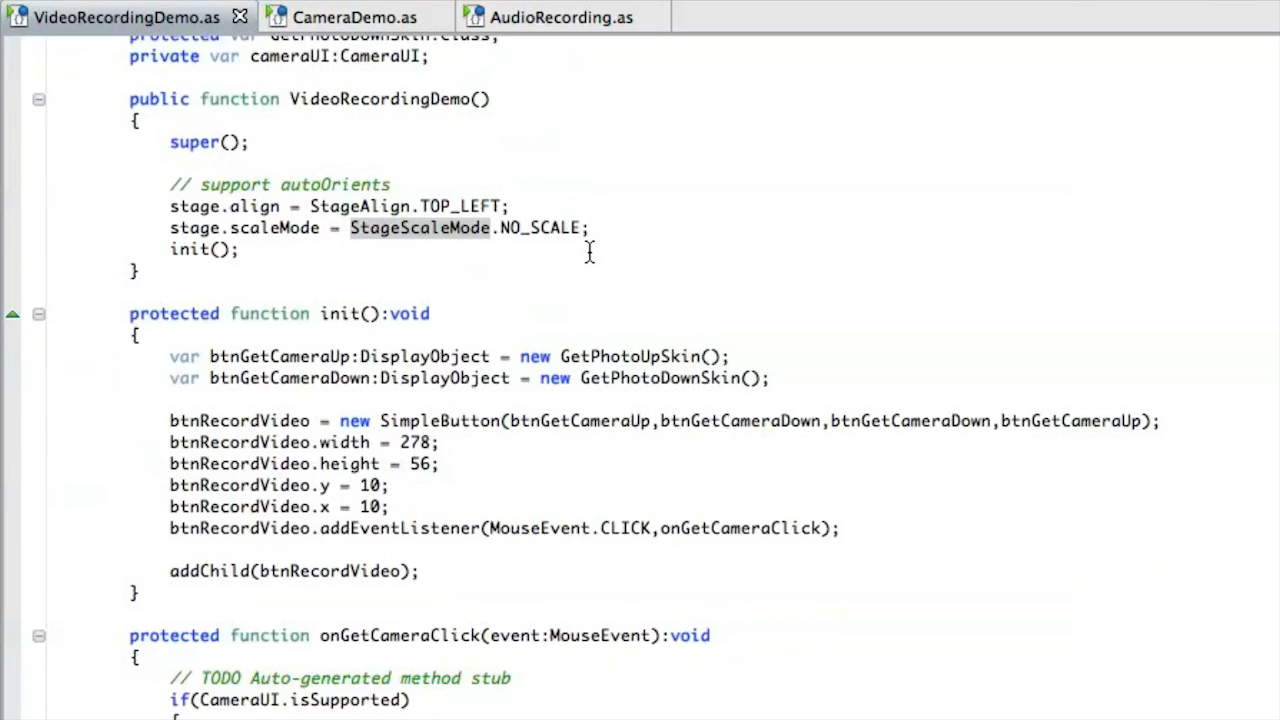 VideoRecordingDemo.as CameraDemo.as AudioRecording.as
protected var GetPhotoDownSkin:Class;
private var cameraUI:CameraUI;
public function VideoRecordingDemo()
{
super();
// support autoOrients
stage.align = StageAlign.TOP_LEFT;
stage.scaleMode = StageScaleMode.NO_SCALE;
init();
}
protected function init():void
{
var btnGetCameraUp:DisplayObject = new GetPhotoUpSkin();
var btnGetCameraDown:DisplayObject = new GetPhotoDownSkin();
btnRecordVideo = new SimpleButton(btnGetCameraUp,btnGetCameraDown,btnGetCameraDown,btnGetCameraUp);
btnRecordVideo.width = 278;
btnRecordVideo.height = 56;
btnRecordVideo.y = 10;
btnRecordVideo.x = 10;
btnRecordVideo.addEventListener(MouseEvent.CLICK,onGetCameraClick);
addChild(btnRecordVideo);
}
protected function onGetCameraClick(event:MouseEvent):void
{
// TODO Auto-generated method stub
if(CameraUI.isSupported)
{